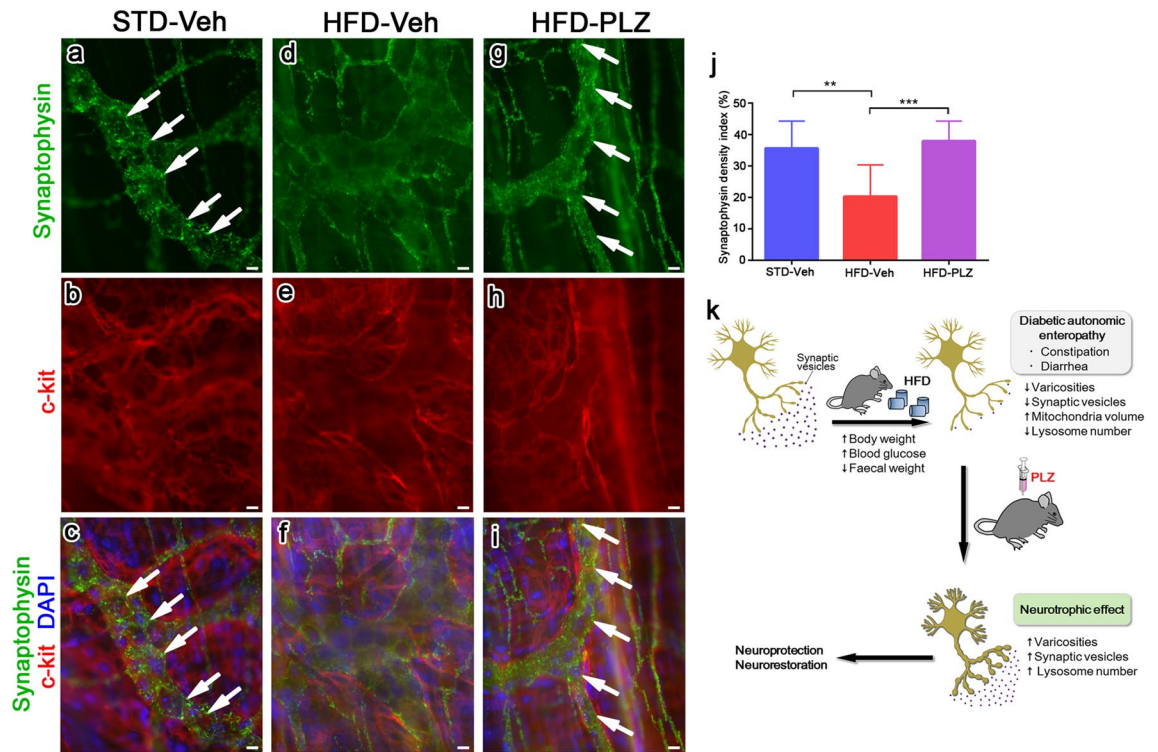 STD-Veh
HFD-Veh
HFD-PLZ
Synaptophysin
a
d
g
c-kit
b
e
h
Synaptophysin
c-kit DAPI
c
f
i
j
**
***
Synaptophysin density index (%)
50
40
30
20
10
0
STD-Veh
HFD-Veh
HFD-PLZ
k
Synaptic
vesicles
HFD
↑Body weight
↑Blood glucose
↓Faecal weight
Diabetic autonomic
enteropathy
· Constipation
· Diarrhea
↓Varicosities
↓Synaptic vesicles
↑Mitochondria volume
↓Lysosome number
PLZ
Neurotrophic effect
↑Varicosities
↑Synaptic vesicles
↑ Lysosome number
Neuroprotection
Neurorestoration